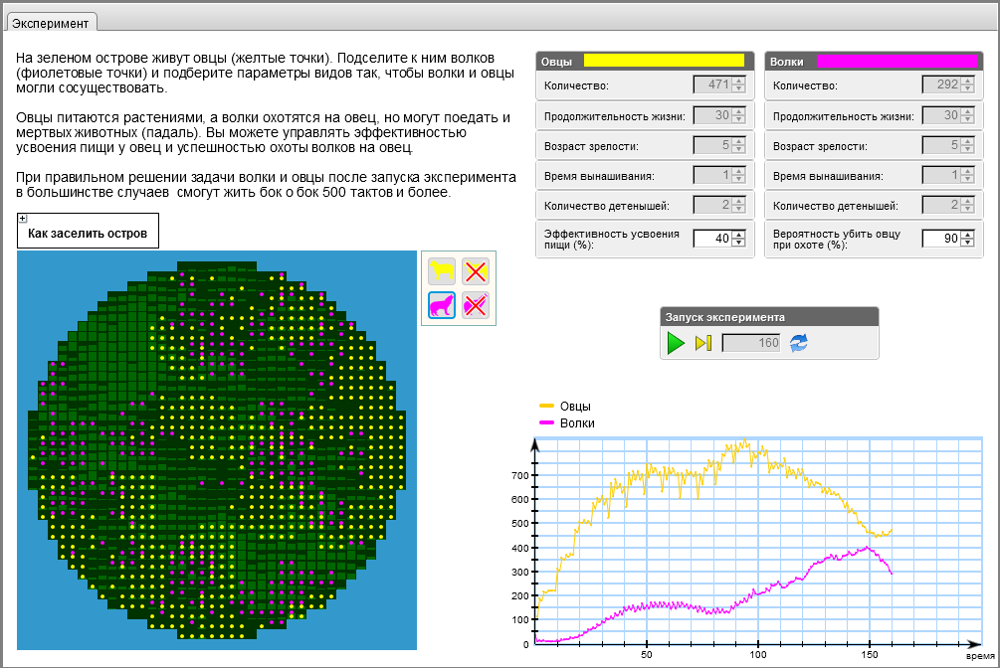 Эксперимент
На зеленом острове живут овцы (желтые точки). Подселите к ним волков
(фиолетовые точки) и подберите параметры видов так, чтобы волки и овцы
могли сосуществовать.
Овцы питаются растениями, а волки охотятся на овец, но могут поедать и
мертвых животных (падаль). Вы можете управлять эффективностью
усвоения пищи у овец и успешностью охоты волков на овец.
При правильном решении задачи волки и овцы после запуска эксперимента
в большинстве случаев смогут жить бок о бок 500 тактов и более.
Как заселить остров
Овцы
Количество: 471
Продолжительность жизни: 30
Возраст зрелости: 5
Время вынашивания: 1
Количество детенышей: 2
Эффективность усвоения
пищи (%): 40
Волки
Количество: 292
Продолжительность жизни: 30
Возраст зрелости: 5
Время вынашивания: 1
Количество детенышей: 2
Вероятность убить овцу
при охоте (%): 90
Запуск эксперимента
160
Овцы
Волки
700
600
500
400
300
200
100
0
50 100 150 время